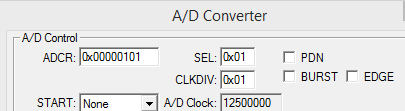 A/D Converter
A/D Control
ADCR: 0x00000101 SEL: 0x01 PDN
CLKDIV: 0x01 BURST EDGE
START: None A/D Clock: 12500000